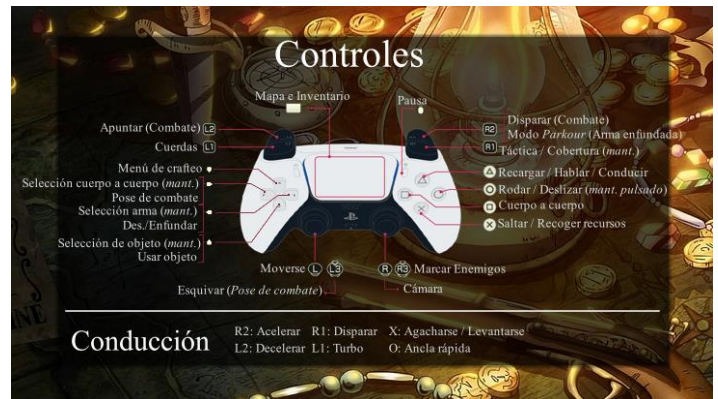 Controles
Mapa e Inventario
Pausa
Apuntar (Combate) L2
Cuerdas L1
Menú de crafteo
Selección cuerpo a cuerpo (mant.)
Pose de combate
Selección arma (mant.)
Des./Enfundar
Selección de objeto (mant.)
Usar objeto
R2 Disparar (Combate)
Modo Parkour (Arma enfundada)
R1 Táctica / Cobertura (mant.)
Recargar / Hablar / Conducir
Rodar / Deslizar (mant. pulsado)
Cuerpo a cuerpo
Saltar / Recoger recursos
Moverse L L3
R R3 Marcar Enemigos
Esquivar (Pose de combate)
Cámara
Conducción
R2: Acelerar R1: Disparar X: Agacharse / Levantarse
L2: Decelerar L1: Turbo O: Ancla rápida